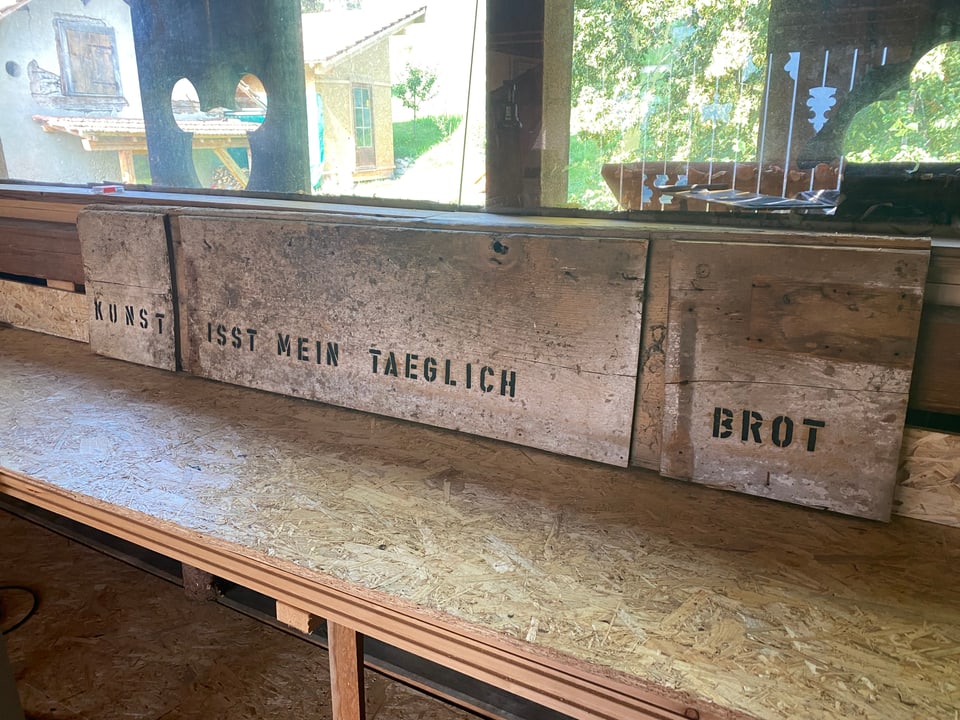 KUNST ISST MEIN TAEGLICH BROT